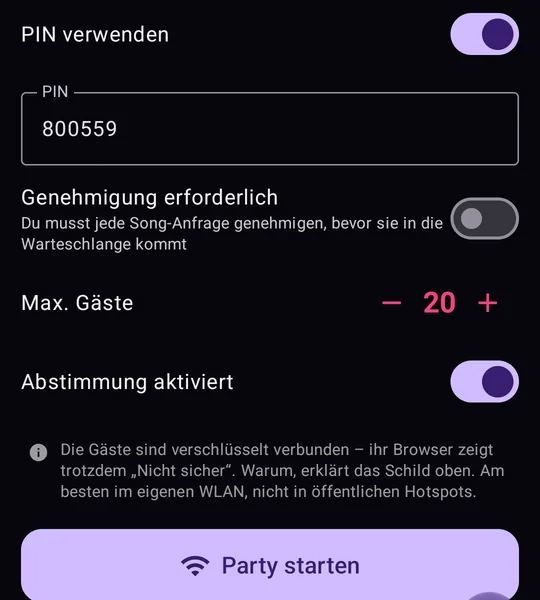 PIN verwenden
PIN
800559
Genehmigung erforderlich
Du musst jede Song-Anfrage genehmigen, bevor sie in die
Warteschlange kommt
Max. Gäste − 20 +
Abstimmung aktiviert
Die Gäste sind verschlüsselt verbunden – ihr Browser zeigt
trotzdem „Nicht sicher“. Warum, erklärt das Schild oben. Am
besten im eigenen WLAN, nicht in öffentlichen Hotspots.
Party starten